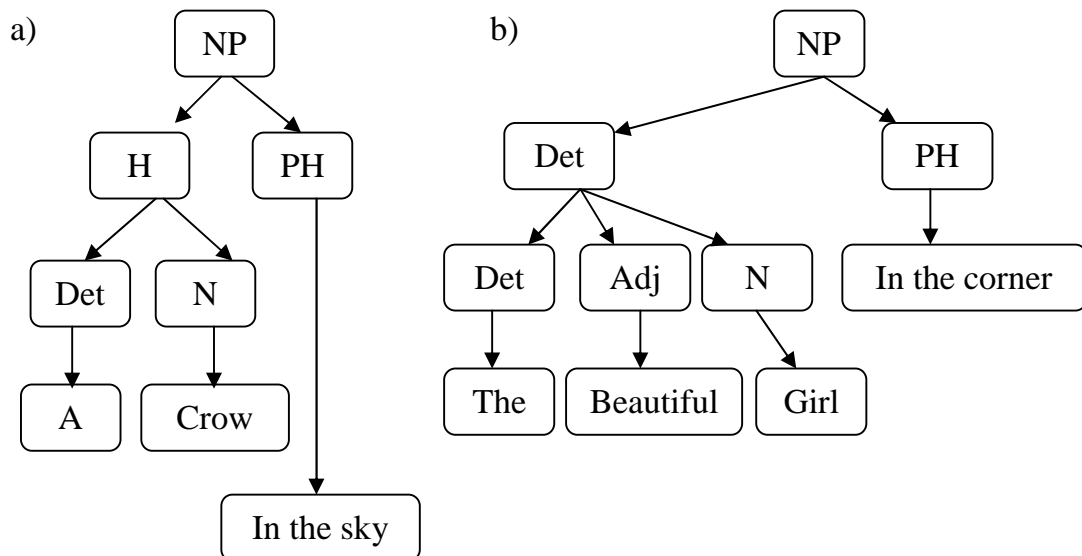 a)
NP
H
PH
Det
N
A
Crow
In the sky
b)
NP
Det
PH
Det
Adj
N
In the corner
The
Beautiful
Girl